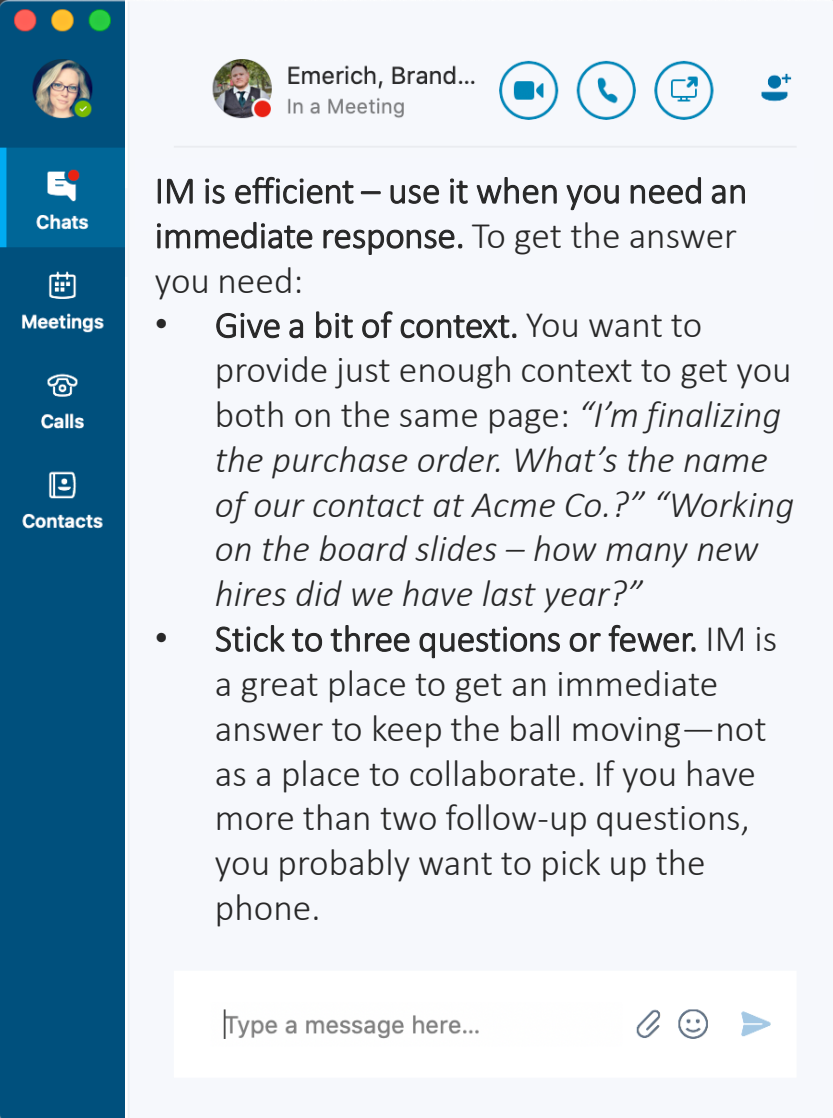 Emerich, Brand...
In a Meeting
Chats
Meetings
Calls
Contacts
IM is efficient – use it when you need an
immediate response. To get the answer
you need:
• Give a bit of context. You want to
provide just enough context to get you
both on the same page: “I’m finalizing
the purchase order. What’s the name
of our contact at Acme Co.?” “Working
on the board slides – how many new
hires did we have last year?”
• Stick to three questions or fewer. IM is
a great place to get an immediate
answer to keep the ball moving—not
as a place to collaborate. If you have
more than two follow-up questions,
you probably want to pick up the
phone.
Type a message here...